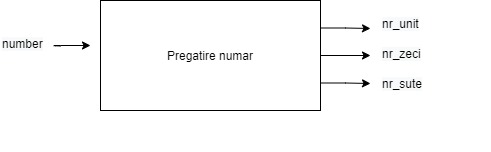 number
Pregatire numar
nr_unit
nr_zeci
nr_sute